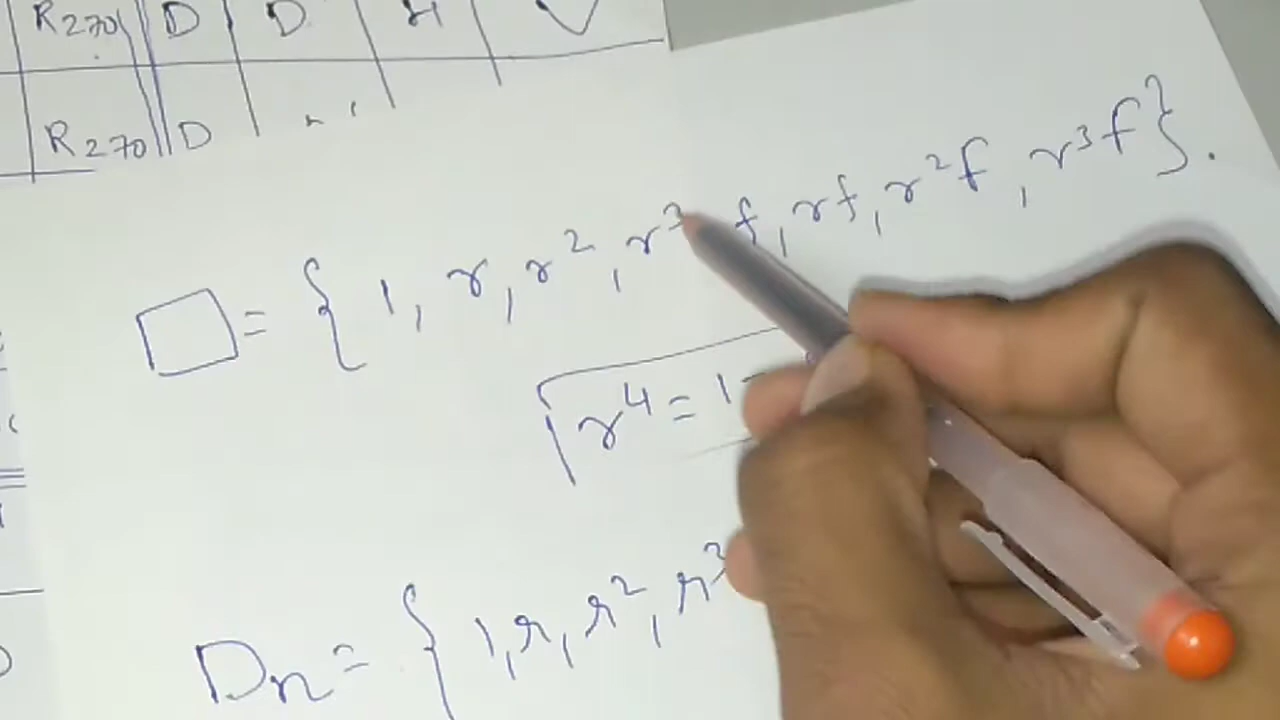 R₂₇₀ D D H V
R₂₇₀ D
□ = { 1, r, r², r³ f, rf, r²f, r³f}.
r⁴ = 1
Dn = { 1, r, r², r³